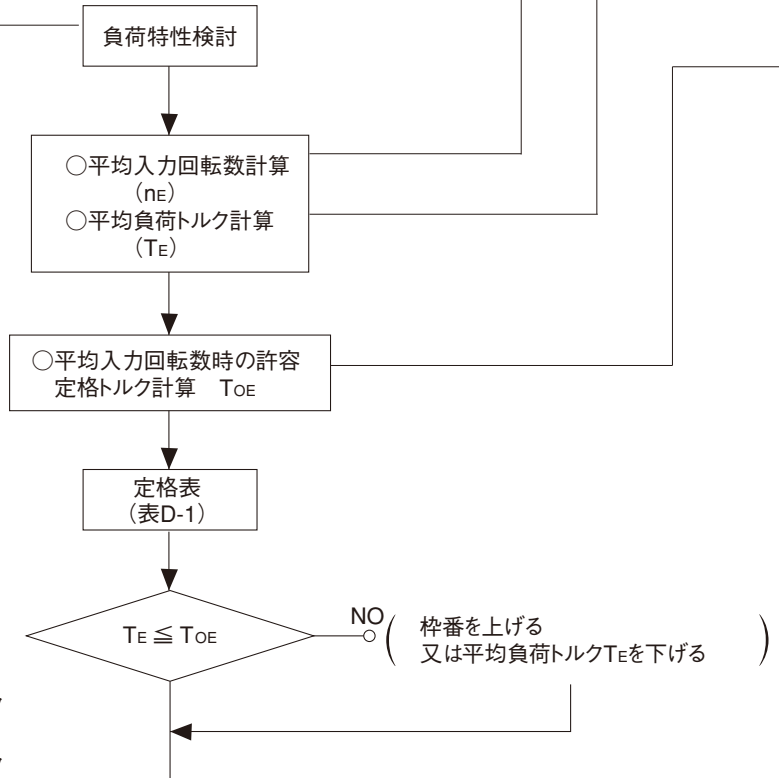 負荷特性検討
○平均入力回転数計算
（nE）
○平均負荷トルク計算
（TE）
○平均入力回転数時の許容
定格トルク計算　TOE
定格表
（表D-1）
TE ≦ TOE
NO
枠番を上げる
又は平均負荷トルクTEを下げる